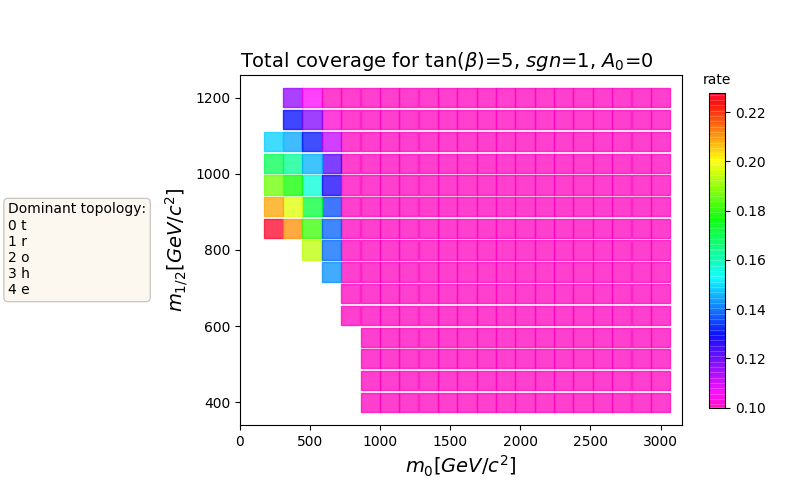 Total coverage for tan(β)=5, sgn=1, A₀=0
rate
Dominant topology:
0 t
1 r
2 o
3 h
4 e
m₁/₂[GeV/c²]
1200
1000
800
600
400
0 500 1000 1500 2000 2500 3000
m₀[GeV/c²]
0.22
0.20
0.18
0.16
0.14
0.12
0.10